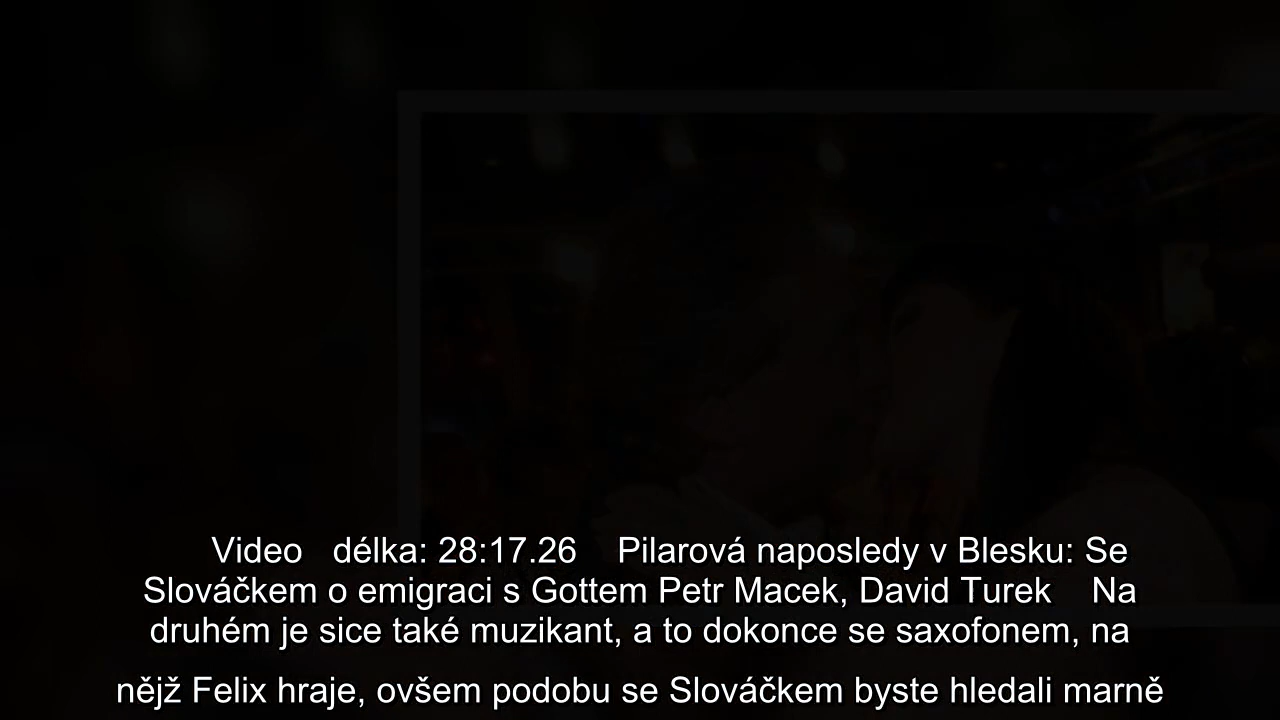 Video délka: 28:17.26 Pilarová naposledy v Blesku: Se
Slováčkem o emigraci s Gottem Petr Macek, David Turek Na
druhém je sice také muzikant, a to dokonce se saxofonem, na
nějž Felix hraje, ovšem podobu se Slováčkem byste hledali marně